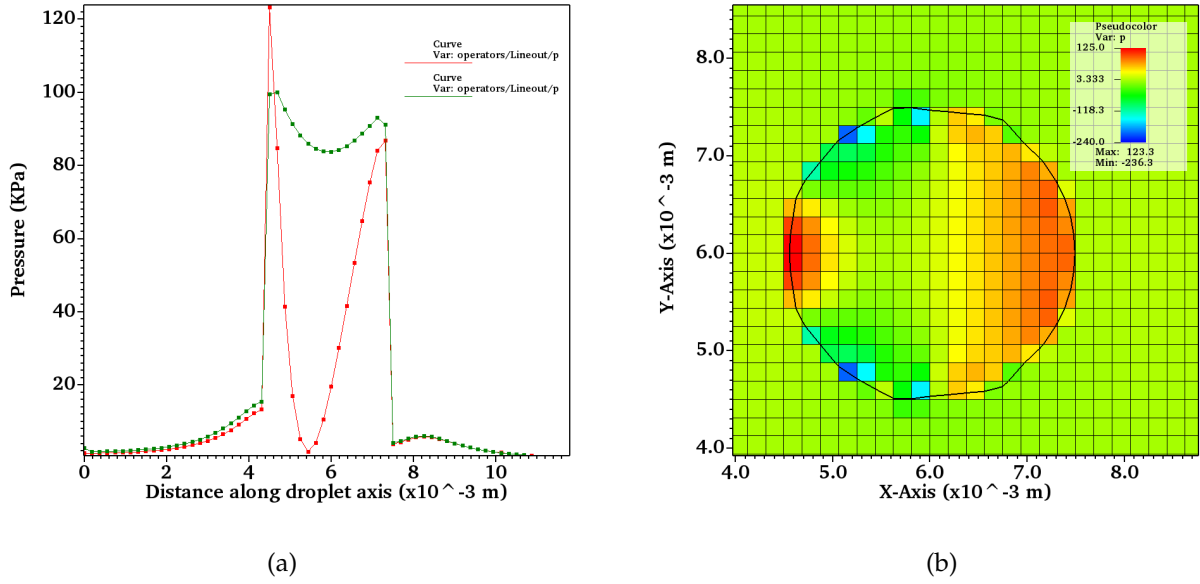 120
100
80
60
40
20
Pressure (KPa)
Curve
Var: operators/Lineout/p
Curve
Var: operators/Lineout/p
0 2 4 6 8 10
Distance along droplet axis (x10^-3 m)
(a)
8.0
7.0
6.0
5.0
4.0
Y-Axis (x10^-3 m)
Pseudocolor
Var: p
125.0
3.333
-118.3
-240.0
Max: 123.3
Min: -236.3
4.0 5.0 6.0 7.0 8.0
X-Axis (x10^-3 m)
(b)